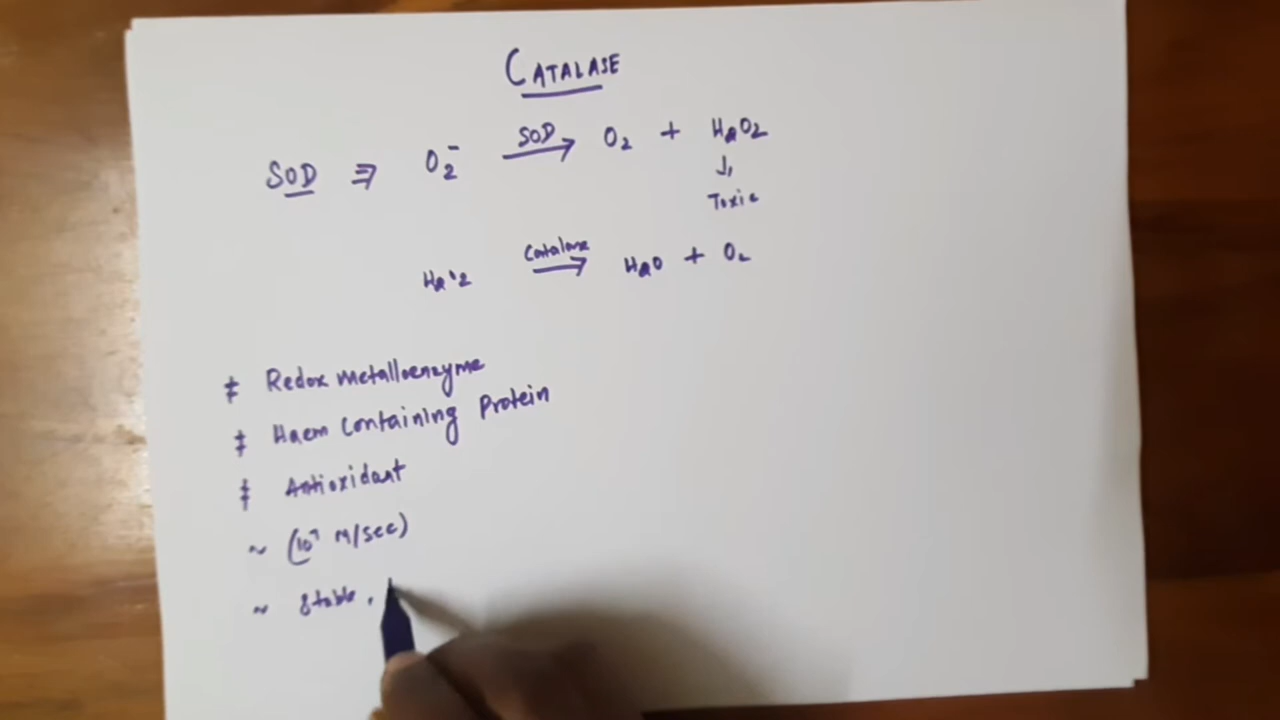 CATALASE
SOD ⇒ O2⁻ SOD → O2 + H2O2
↓
Toxic
Catalase
H2O2 → H2O + O2
‡ Redox metalloenzyme
‡ Haem containing Protein
‡ Antioxidant
~ (10⁷ M/sec)
~ Stable,